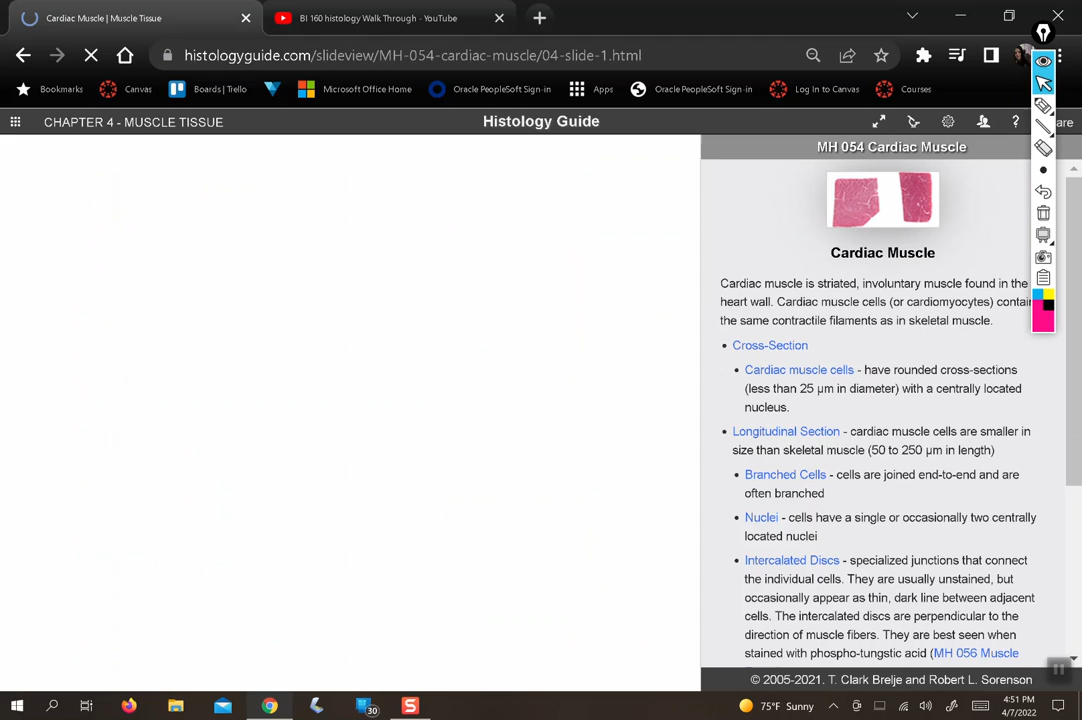 Cardiac Muscle | Muscle Tissue
BI 160 histology Walk Through - YouTube
histologyguide.com/slideview/MH-054-cardiac-muscle/04-slide-1.html
Bookmarks
Canvas
Boards | Trello
Microsoft Office Home
Oracle PeopleSoft Sign-in
Apps
Oracle PeopleSoft Sign-in
Log In to Canvas
Courses
CHAPTER 4 - MUSCLE TISSUE
Histology Guide
?
are
MH 054 Cardiac Muscle
Cardiac Muscle
Cardiac muscle is striated, involuntary muscle found in the
heart wall. Cardiac muscle cells (or cardiomyocytes) contain
the same contractile filaments as in skeletal muscle.
• Cross-Section
• Cardiac muscle cells - have rounded cross-sections
(less than 25 µm in diameter) with a centrally located
nucleus.
• Longitudinal Section - cardiac muscle cells are smaller in
size than skeletal muscle (50 to 250 µm in length)
• Branched Cells - cells are joined end-to-end and are
often branched
• Nuclei - cells have a single or occasionally two centrally
located nuclei
• Intercalated Discs - specialized junctions that connect
the individual cells. They are usually unstained, but
occasionally appear as thin, dark line between adjacent
cells. The intercalated discs are perpendicular to the
direction of muscle fibers. They are best seen when
stained with phospho-tungstic acid (MH 056 Muscle
© 2005-2021. T. Clark Brelje and Robert L. Sorenson
30
75°F Sunny
4:51 PM
4/7/2022